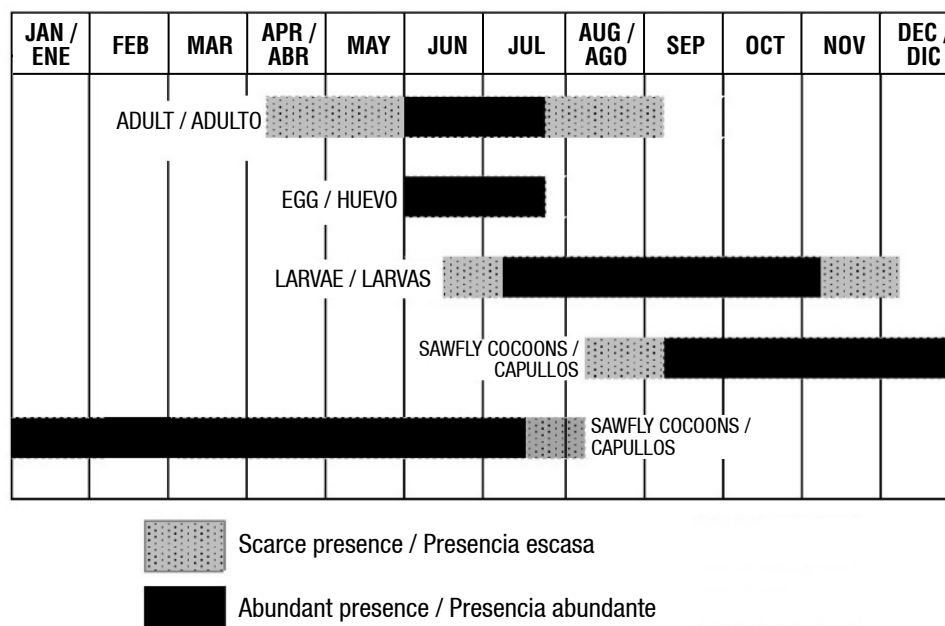 JAN / ENE FEB MAR APR / ABR MAY JUN JUL AUG / AGO SEP OCT NOV DEC / DIC
ADULT / ADULTO
EGG / HUEVO
LARVAE / LARVAS
SAWFLY COCOONS /
CAPULLOS
SAWFLY COCOONS /
CAPULLOS
Scarce presence / Presencia escasa
Abundant presence / Presencia abundante